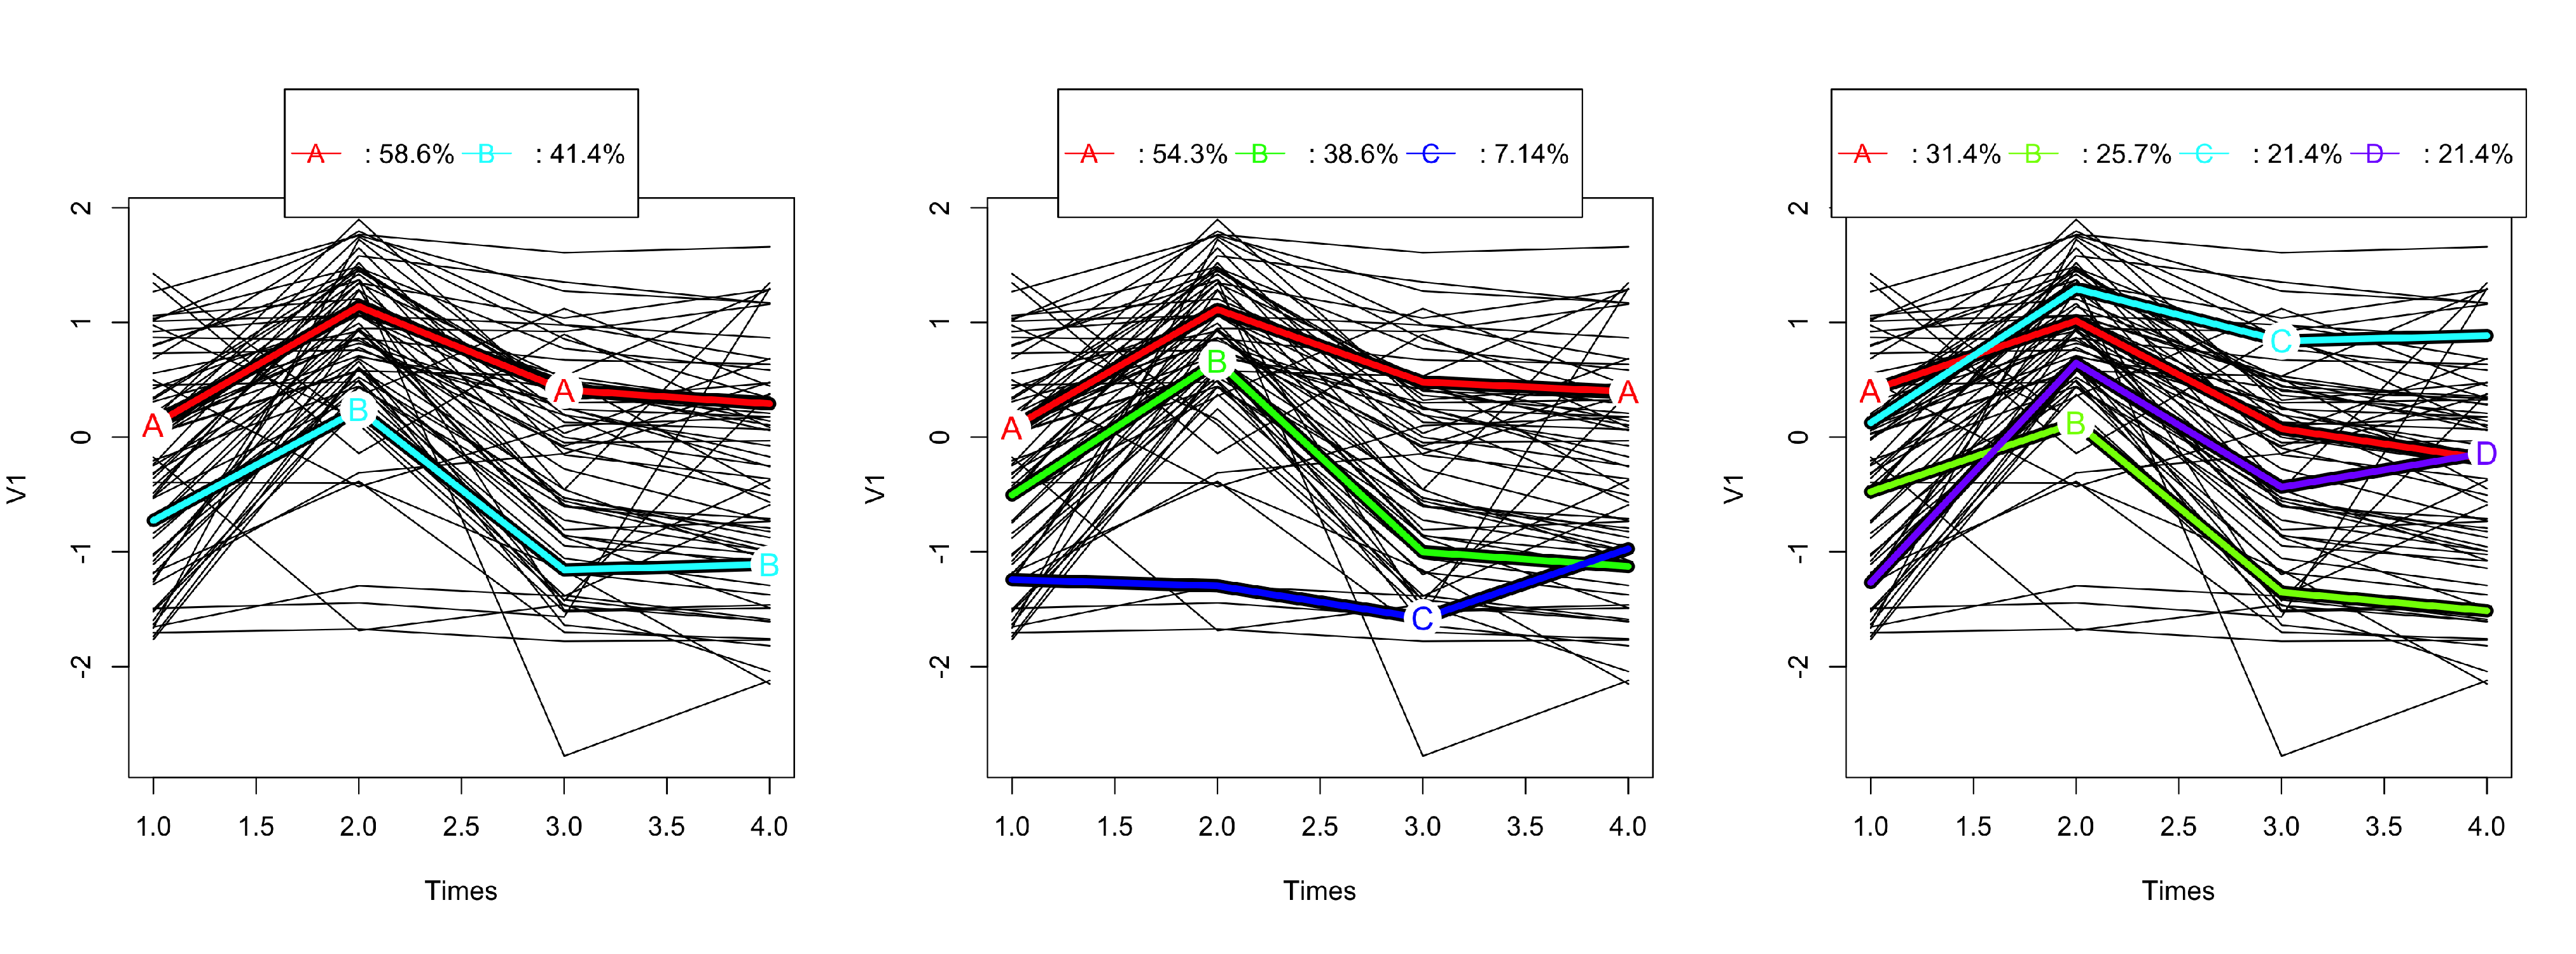 A : 58.6% B : 41.4%
2
1
0
-1
-2
V1
A
A
B
B
1.0 1.5 2.0 2.5 3.0 3.5 4.0
Times
A : 54.3% B : 38.6% C : 7.14%
2
1
0
-1
-2
V1
A
B
A
C
1.0 1.5 2.0 2.5 3.0 3.5 4.0
Times
A : 31.4% B : 25.7% C : 21.4% D : 21.4%
2
1
0
-1
-2
V1
A
B
C
D
1.0 1.5 2.0 2.5 3.0 3.5 4.0
Times